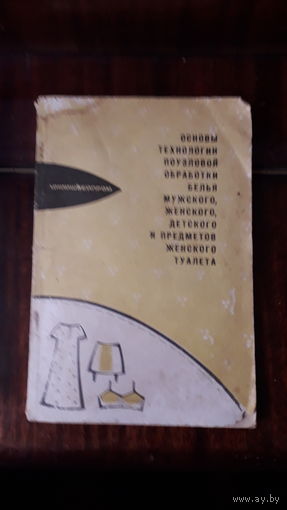 ОСНОВЫ
ТЕХНОЛОГИИ
ПОУЗЛОВОЙ
ОБРАБОТКИ
БЕЛЬЯ
МУЖСКОГО,
ЖЕНСКОГО,
ДЕТСКОГО
И ПРЕДМЕТОВ
ЖЕНСКОГО
ТУАЛЕТА
www.ay.by